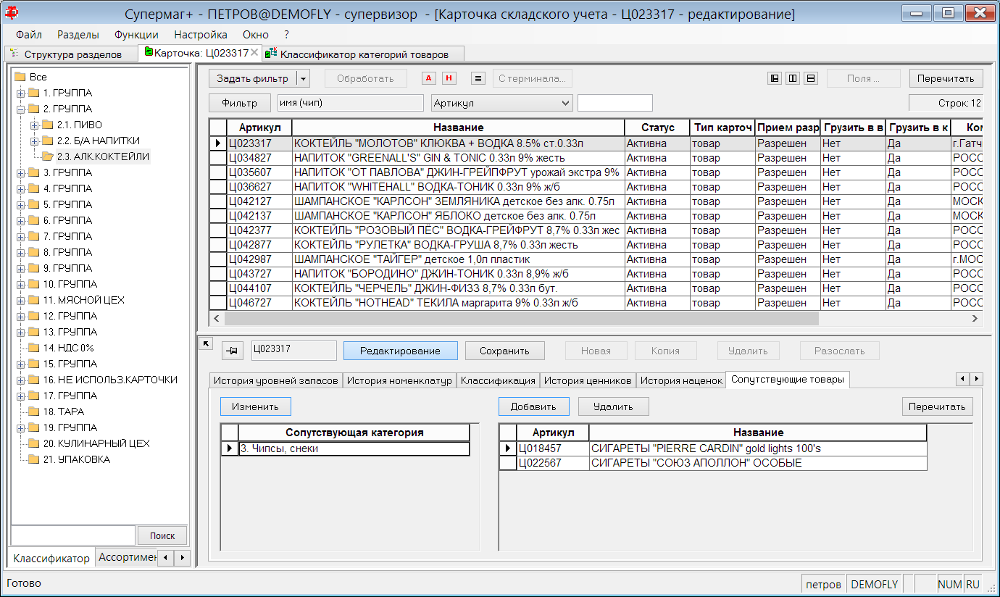 Супермаг+ - ПЕТРОВ@DEMOFLY - супервизор - [Карточка складского учета - Ц023317 - редактирование]
Файл Разделы Функции Настройка Окно ?
Структура разделов Карточка: Ц023317 Классификатор категорий товаров
Все
1. ГРУППА
2. ГРУППА
2.1. ПИВО
2.2. Б/А НАПИТКИ
2.3. АЛК.КОКТЕЙЛИ
3. ГРУППА
4. ГРУППА
5. ГРУППА
6. ГРУППА
7. ГРУППА
8. ГРУППА
9. ГРУППА
10. ГРУППА
11. МЯСНОЙ ЦЕХ
12. ГРУППА
13. ГРУППА
14. НДС 0%
15. ГРУППА
16. НЕ ИСПОЛЬЗ.КАРТОЧКИ
17. ГРУППА
18. ТАРА
19. ГРУППА
20. КУЛИНАРНЫЙ ЦЕХ
21. УПАКОВКА
Поиск
Классификатор Ассортимен
Задать фильтр Обработать А Н С терминала... Поля ... Перечитать
Фильтр имя (чип) Артикул Строк: 12
Артикул Название Статус Тип карточ Прием разр Грузить в в Грузить в к Ком
Ц023317 КОКТЕЙЛЬ "МОЛОТОВ" КЛЮКВА + ВОДКА 8.5% ст.0.33л Активна товар Разрешен Нет Да г.Гатч
Ц034827 НАПИТОК "GREENALL'S" GIN & TONIC 0.33л 9% жесть Активна товар Разрешен Нет Да РОСС
Ц035607 НАПИТОК "ОТ ПАВЛОВА" ДЖИН-ГРЕЙПФРУТ урожай экстра 9% Активна товар Разрешен Нет Да РОСС
Ц036627 НАПИТОК "WHITEHALL" ВОДКА-ТОНИК 0.33л 9% ж/б Активна товар Разрешен Нет Да РОСС
Ц042127 ШАМПАНСКОЕ "КАРЛСОН" ЗЕМЛЯНИКА детское без алк. 0.75л Активна товар Разрешен Нет Да МОСК
Ц042137 ШАМПАНСКОЕ "КАРЛСОН" ЯБЛОКО детское без алк. 0.75л Активна товар Разрешен Нет Да МОСК
Ц042377 КОКТЕЙЛЬ "РОЗОВЫЙ ПЁС" ВОДКА-ГРЕЙФРУТ 8,7% 0.33л жес Активна товар Разрешен Нет Да РОСС
Ц042877 КОКТЕЙЛЬ "РУЛЕТКА" ВОДКА-ГРУША 8,7% 0.33л жесть Активна товар Разрешен Нет Да РОСС
Ц042987 ШАМПАНСКОЕ "ТАЙГЕР" детское 1,0л пластик Активна товар Разрешен Нет Да г.МОС
Ц043727 НАПИТОК "БОРОДИНО" ДЖИН-ТОНИК 0.33л 8,9% ж/б Активна товар Разрешен Нет Да РОСС
Ц044107 КОКТЕЙЛЬ "ЧЕРЧЕЛЬ" ДЖИН-ФИЗЗ 8,7% 0.33л бут. Активна товар Разрешен Нет Да РОСС
Ц046727 КОКТЕЙЛЬ "HOTHEAD" ТЕКИЛА маргарита 9% 0.33л ж/б Активна товар Разрешен Нет Да РОСС
Ц023317 Редактирование Сохранить Новая Копия Удалить Разослать
История уровней запасов История номенклатур Классификация История ценников История наценок Сопутствующие товары
Изменить Добавить Удалить Перечитать
Сопутствующая категория Артикул Название
3. Чипсы, снеки Ц018457 СИГАРЕТЫ "PIERRE CARDIN" gold lights 100's
Ц022567 СИГАРЕТЫ "СОЮЗ АПОЛЛОН" ОСОБЫЕ
Готово петров DEMOFLY NUM RU